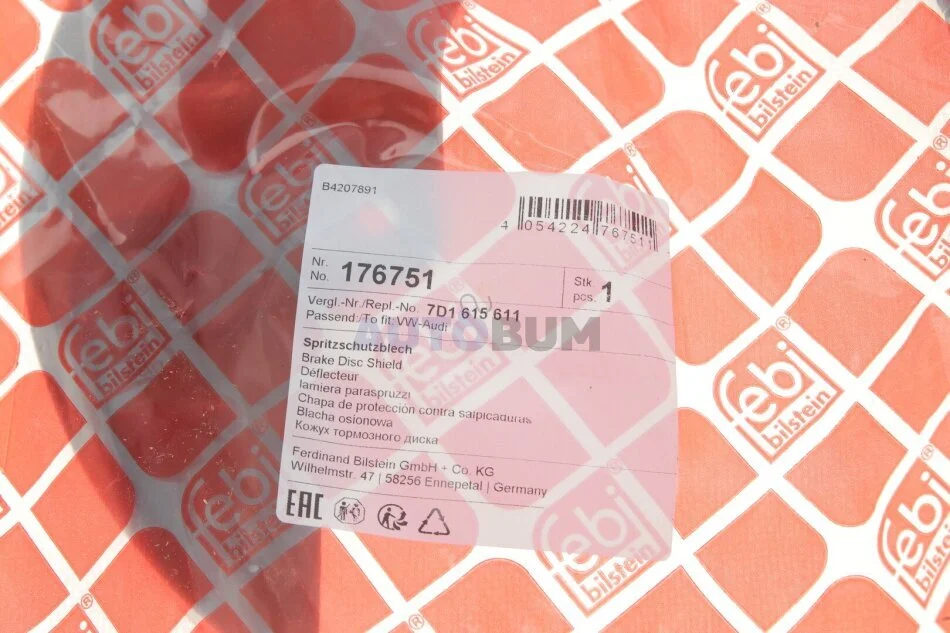 febi
bilstein
B4207891
4 054224 767511
Nr.
No. 176751
Stk
pcs. 1
Vergl.-Nr./Repl.-No. 7D1 615 611
Passend:/To fit: VW-Audi
AUTOBUM
Spritzschutzblech
Brake Disc Shield
Déflecteur
lamiera paraspruzzi
Chapa de protección contra salpicaduras
Blacha osionowa
Кожух тормозного диска
Ferdinand Bilstein GmbH + Co. KG
Wilhelmstr. 47 | 58256 Ennepetal | Germany
EAC